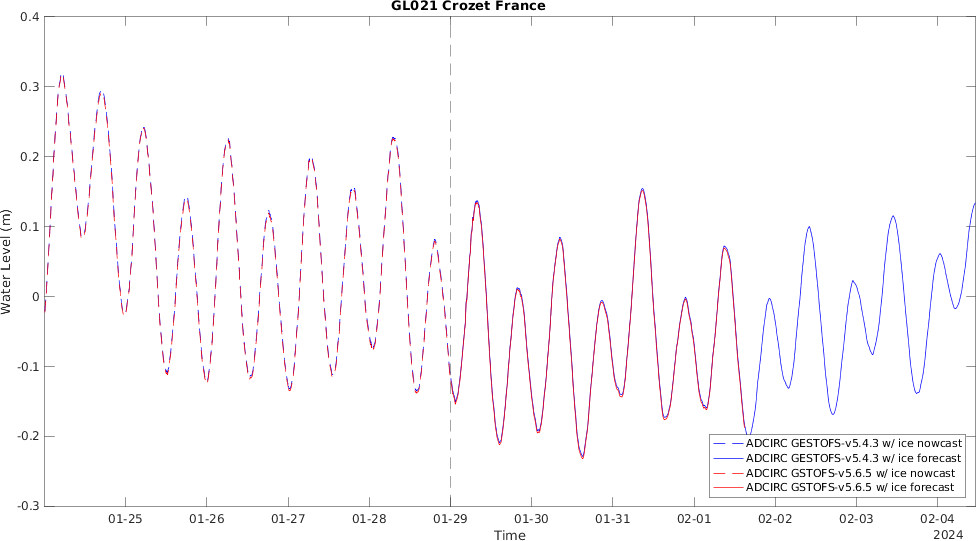 GL021 Crozet France
0.4
0.3
0.2
0.1
0
-0.1
-0.2
-0.3
Water Level (m)
ADCIRC GESTOFS-v5.4.3 w/ ice nowcast
ADCIRC GESTOFS-v5.4.3 w/ ice forecast
ADCIRC GSTOFS-v5.6.5 w/ ice nowcast
ADCIRC GSTOFS-v5.6.5 w/ ice forecast
01-25 01-26 01-27 01-28 01-29 01-30 01-31 02-01 02-02 02-03 02-04
Time
2024